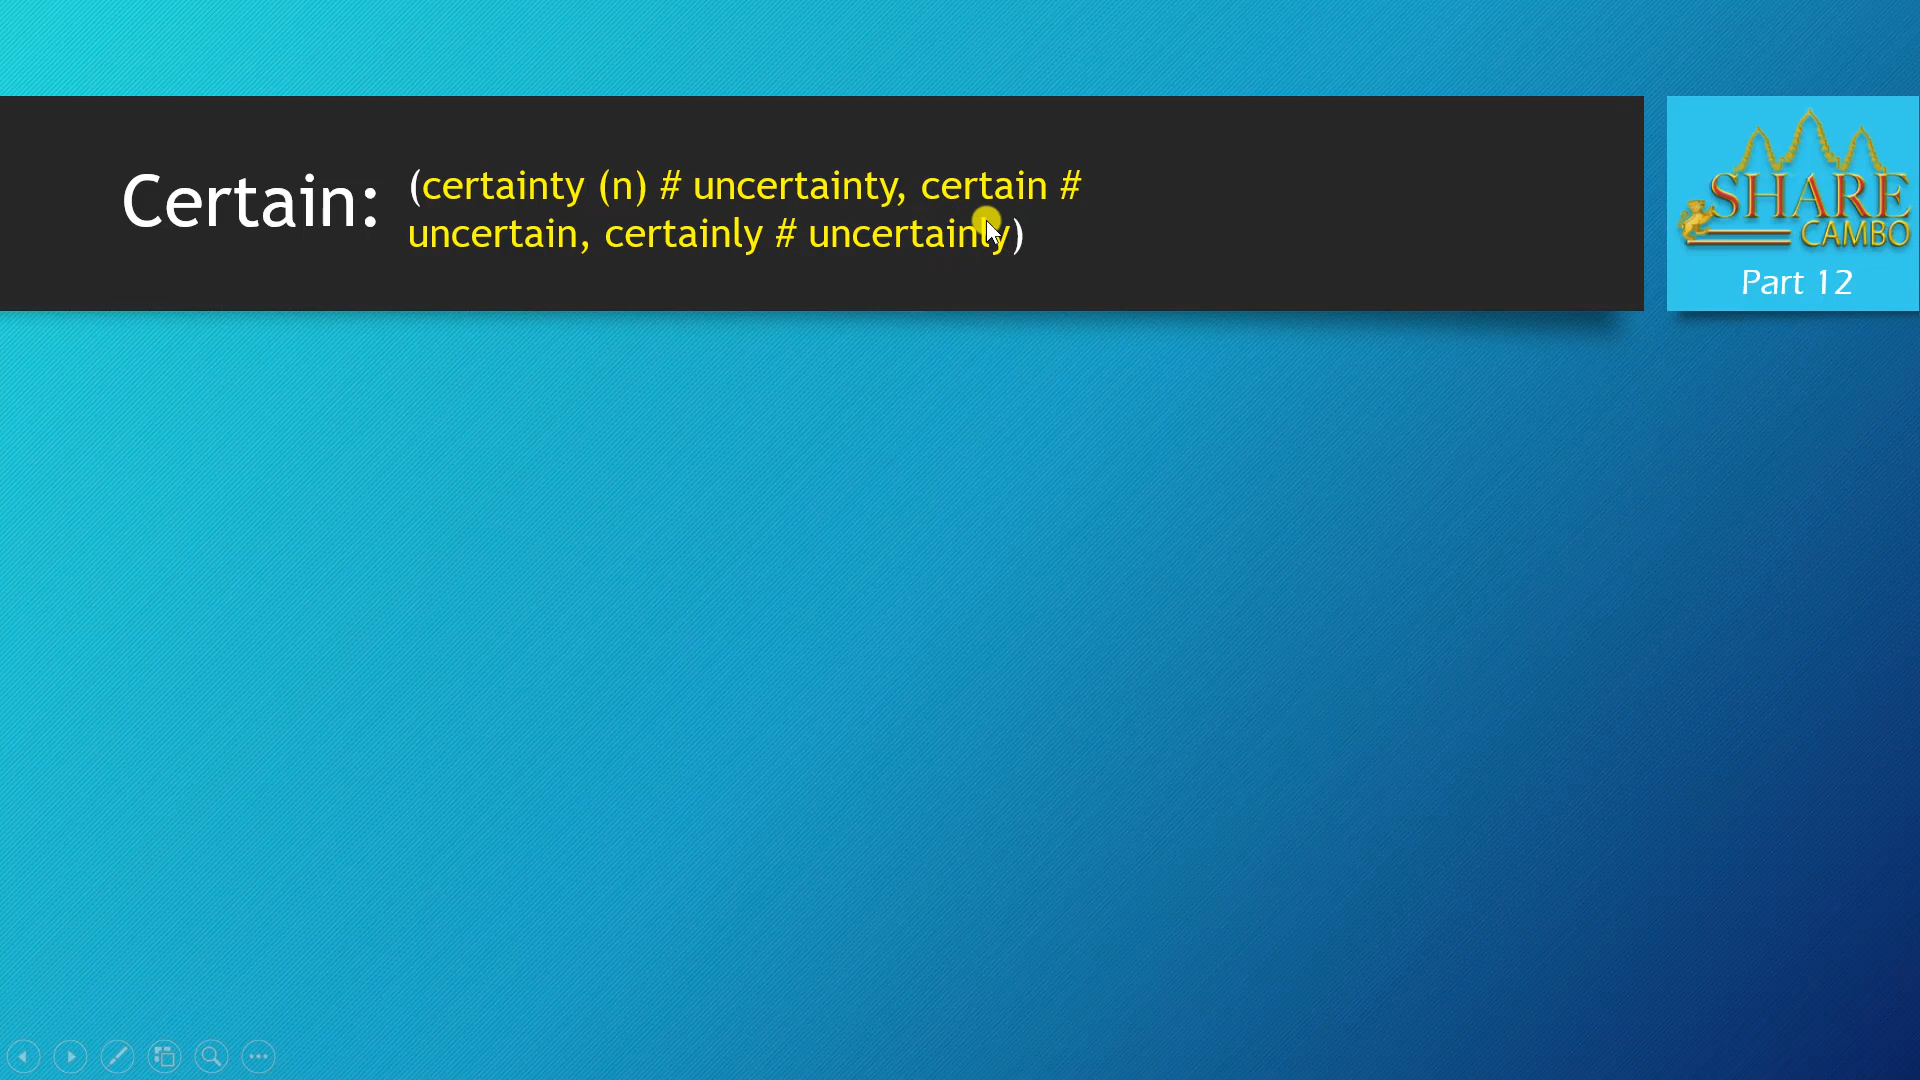 Certain:
(certainty (n) # uncertainty, certain #
uncertain, certainly # uncertainly)
SHARE
CAMBO
Part 12